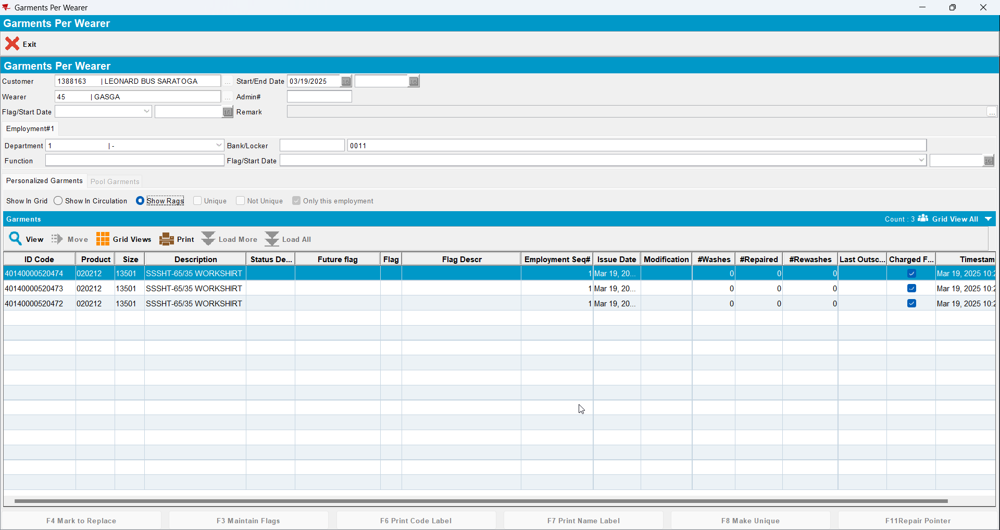 Garments Per Wearer
Garments Per Wearer
Exit
Garments Per Wearer
Customer 1388163 | LEONARD BUS SARATOGA ... Start/End Date 03/19/2025 16 16
Wearer 45 | GASGA ... Admin#
Flag/Start Date 16 Remark ...
Employment#1
Department 1 | - Bank/Locker 0011
Function Flag/Start Date 16
Personalized Garments Pool Garments
Show In Grid Show In Circulation Show Rags Unique Not Unique Only this employment
Garments Count : 3 Grid View All
View Move Grid Views Print Load More Load All
ID Code Product Size Description Status De... Future flag Flag Flag Descr Employment Seq# Issue Date Modification #Washes #Repaired #Rewashes Last Outsc... Charged F... Timestam
40140000520474 020212 13501 SSSHT-65/35 WORKSHIRT 1 Mar 19, 20... 0 0 0 Mar 19, 2025 10:2
40140000520473 020212 13501 SSSHT-65/35 WORKSHIRT 1 Mar 19, 20... 0 0 0 Mar 19, 2025 10:2
40140000520472 020212 13501 SSSHT-65/35 WORKSHIRT 1 Mar 19, 20... 0 0 0 Mar 19, 2025 10:2
F4 Mark to Replace F3 Maintain Flags F6 Print Code Label F7 Print Name Label F8 Make Unique F11Repair Pointer